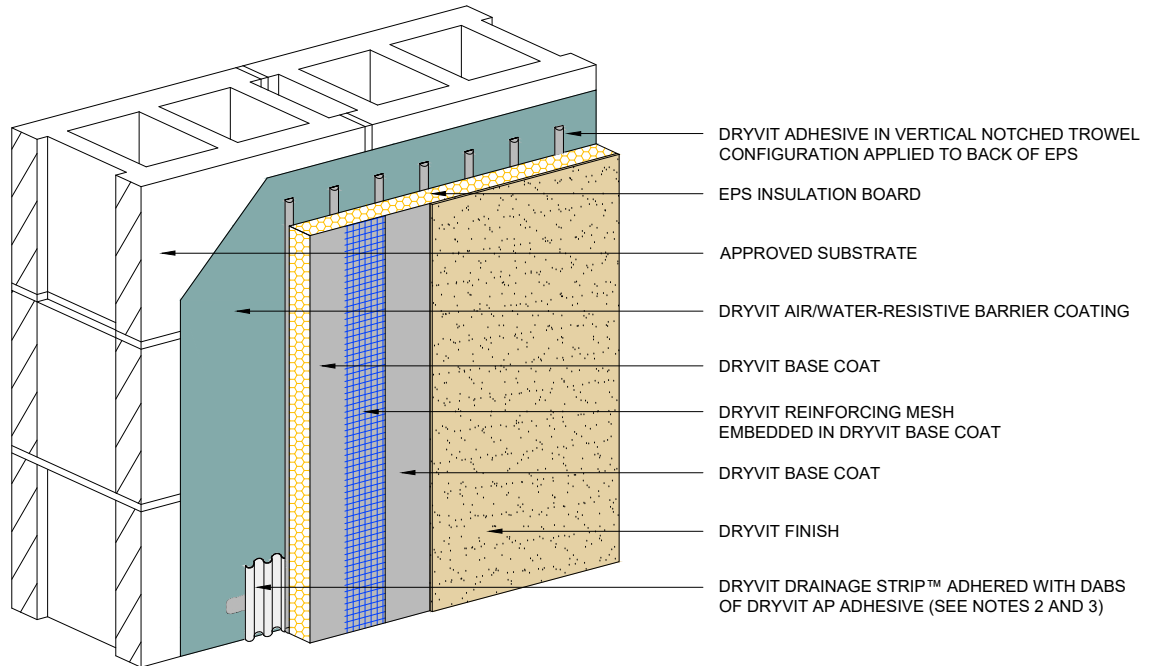 DRYVIT ADHESIVE IN VERTICAL NOTCHED TROWEL
CONFIGURATION APPLIED TO BACK OF EPS
EPS INSULATION BOARD
APPROVED SUBSTRATE
DRYVIT AIR/WATER-RESISTIVE BARRIER COATING
DRYVIT BASE COAT
DRYVIT REINFORCING MESH
EMBEDDED IN DRYVIT BASE COAT
DRYVIT BASE COAT
DRYVIT FINISH
DRYVIT DRAINAGE STRIP™ ADHERED WITH DABS
OF DRYVIT AP ADHESIVE (SEE NOTES 2 AND 3)